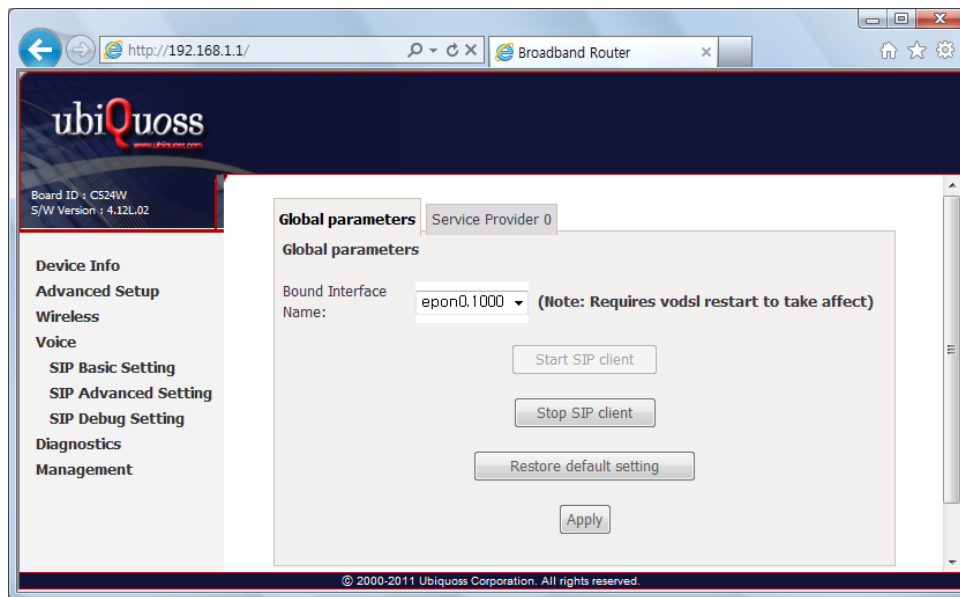 http://192.168.1.1/
Broadband Router
ubiQuoss
www.ubiquoss.com
Board ID : C524W
S/W Version : 4.12L.02
Device Info
Advanced Setup
Wireless
Voice
SIP Basic Setting
SIP Advanced Setting
SIP Debug Setting
Diagnostics
Management
Global parameters
Service Provider 0
Global parameters
Bound Interface
Name:
epon0.1000
(Note: Requires vodsl restart to take affect)
Start SIP client
Stop SIP client
Restore default setting
Apply
© 2000-2011 Ubiquoss Corporation. All rights reserved.